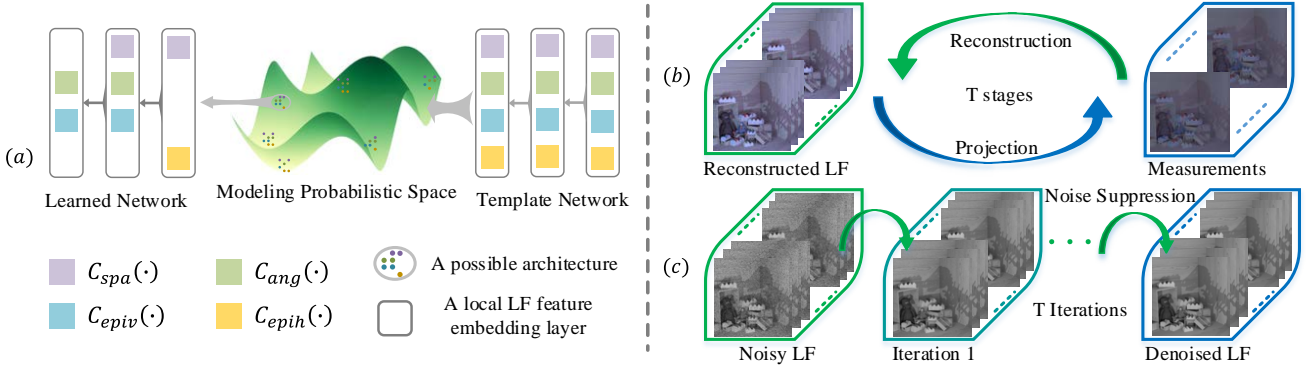 (a)
Learned Network
Modeling Probabilistic Space
Template Network
C_spa(·)
C_ang(·)
C_epiv(·)
C_epih(·)
A possible architecture
A local LF feature
embedding layer
(b)
Reconstruction
T stages
Projection
Reconstructed LF
Measurements
(c)
Noise Suppression
T Iterations
Noisy LF
Iteration 1
Denoised LF